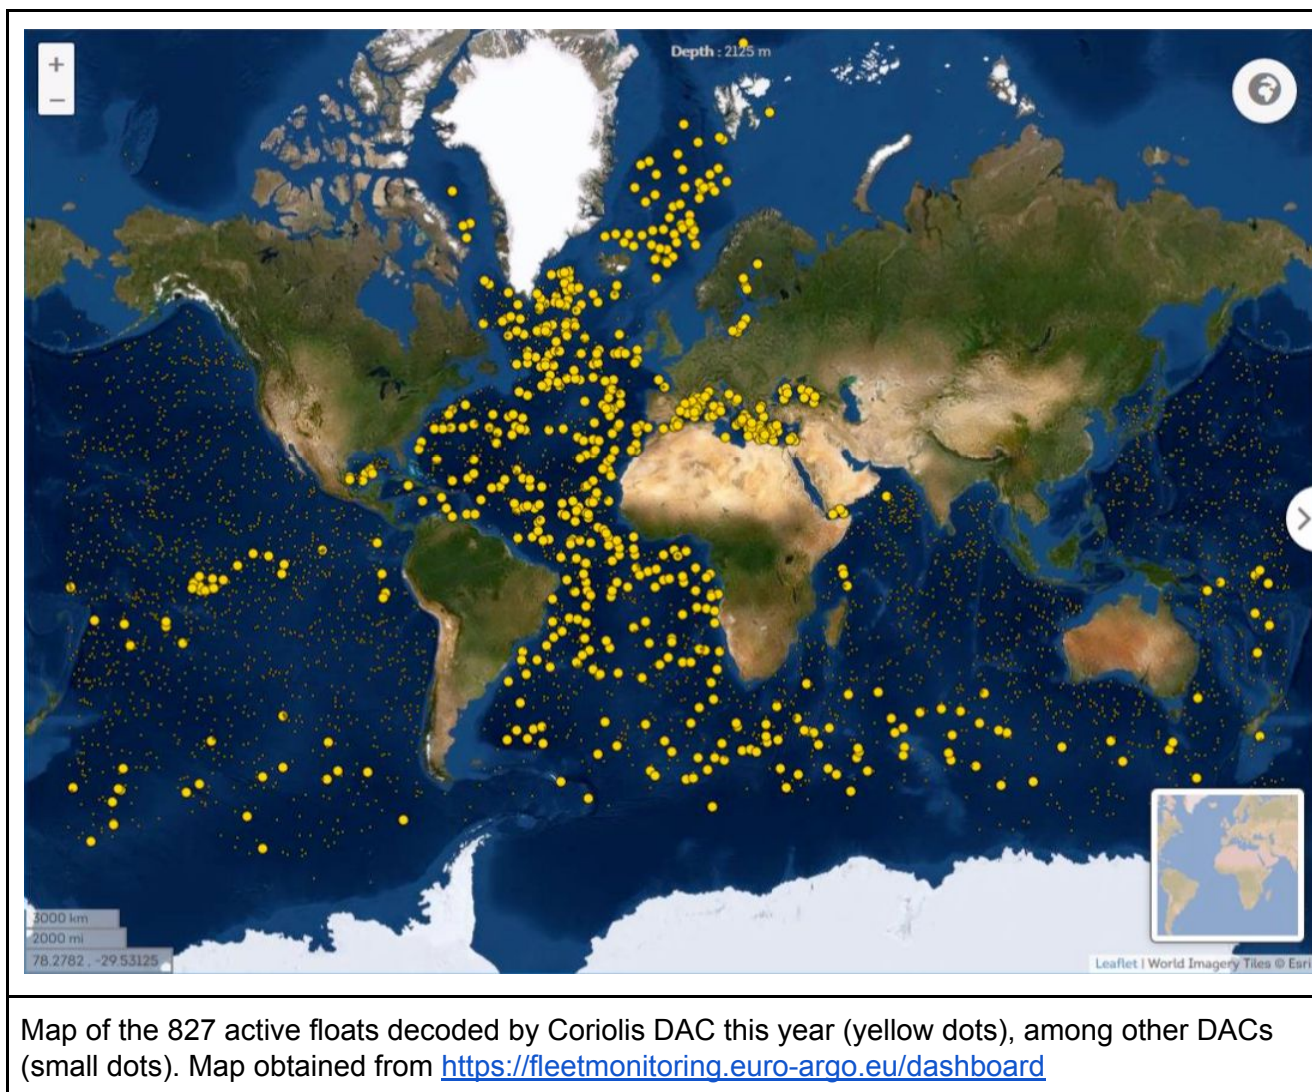 +
Depth : 2125 m
−
3000 km
2000 mi
78.2782 , -29.53125
Leaflet | World Imagery Tiles © Esri
Map of the 827 active floats decoded by Coriolis DAC this year (yellow dots), among other DACs
(small dots). Map obtained from https://fleetmonitoring.euro-argo.eu/dashboard